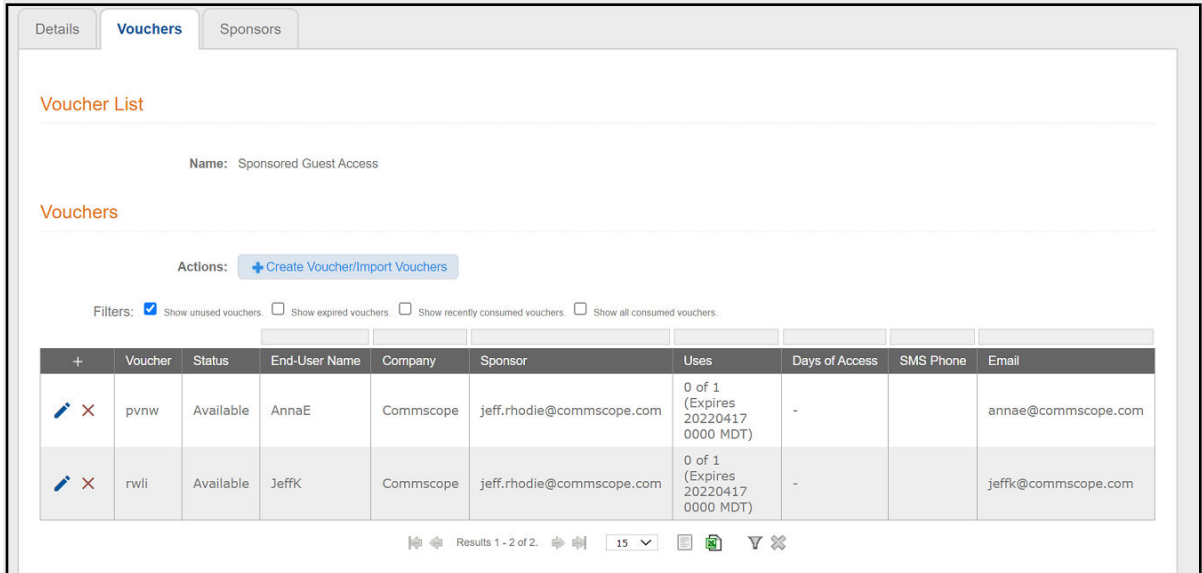 Details Vouchers Sponsors
Voucher List
Name: Sponsored Guest Access
Vouchers
Actions: +Create Voucher/Import Vouchers
Filters: Show unused vouchers. Show expired vouchers. Show recently consumed vouchers. Show all consumed vouchers.
+ Voucher Status End-User Name Company Sponsor Uses Days of Access SMS Phone Email
0 of 1
(Expires
pvnw Available AnnaE Commscope jeff.rhodie@commscope.com 20220417 - annae@commscope.com
0000 MDT)
0 of 1
(Expires
rwli Available JeffK Commscope jeff.rhodie@commscope.com 20220417 - jeffk@commscope.com
0000 MDT)
Results 1 - 2 of 2. 15